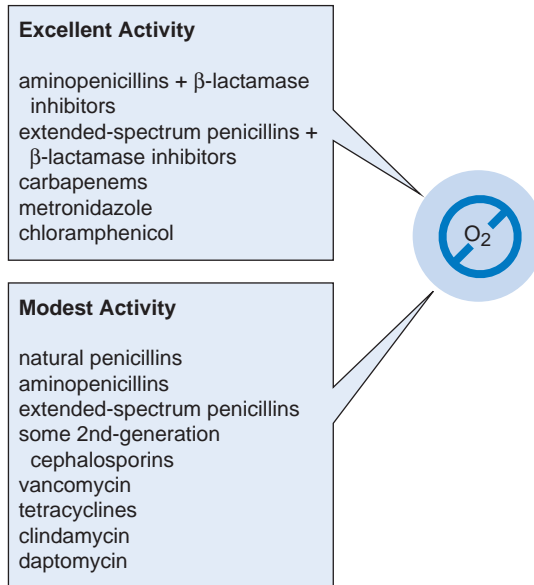 Excellent Activity
aminopenicillins + β-lactamase
inhibitors
extended-spectrum penicillins +
β-lactamase inhibitors
carbapenems
metronidazole
chloramphenicol
O₂
Modest Activity
natural penicillins
aminopenicillins
extended-spectrum penicillins
some 2nd-generation
cephalosporins
vancomycin
tetracyclines
clindamycin
daptomycin